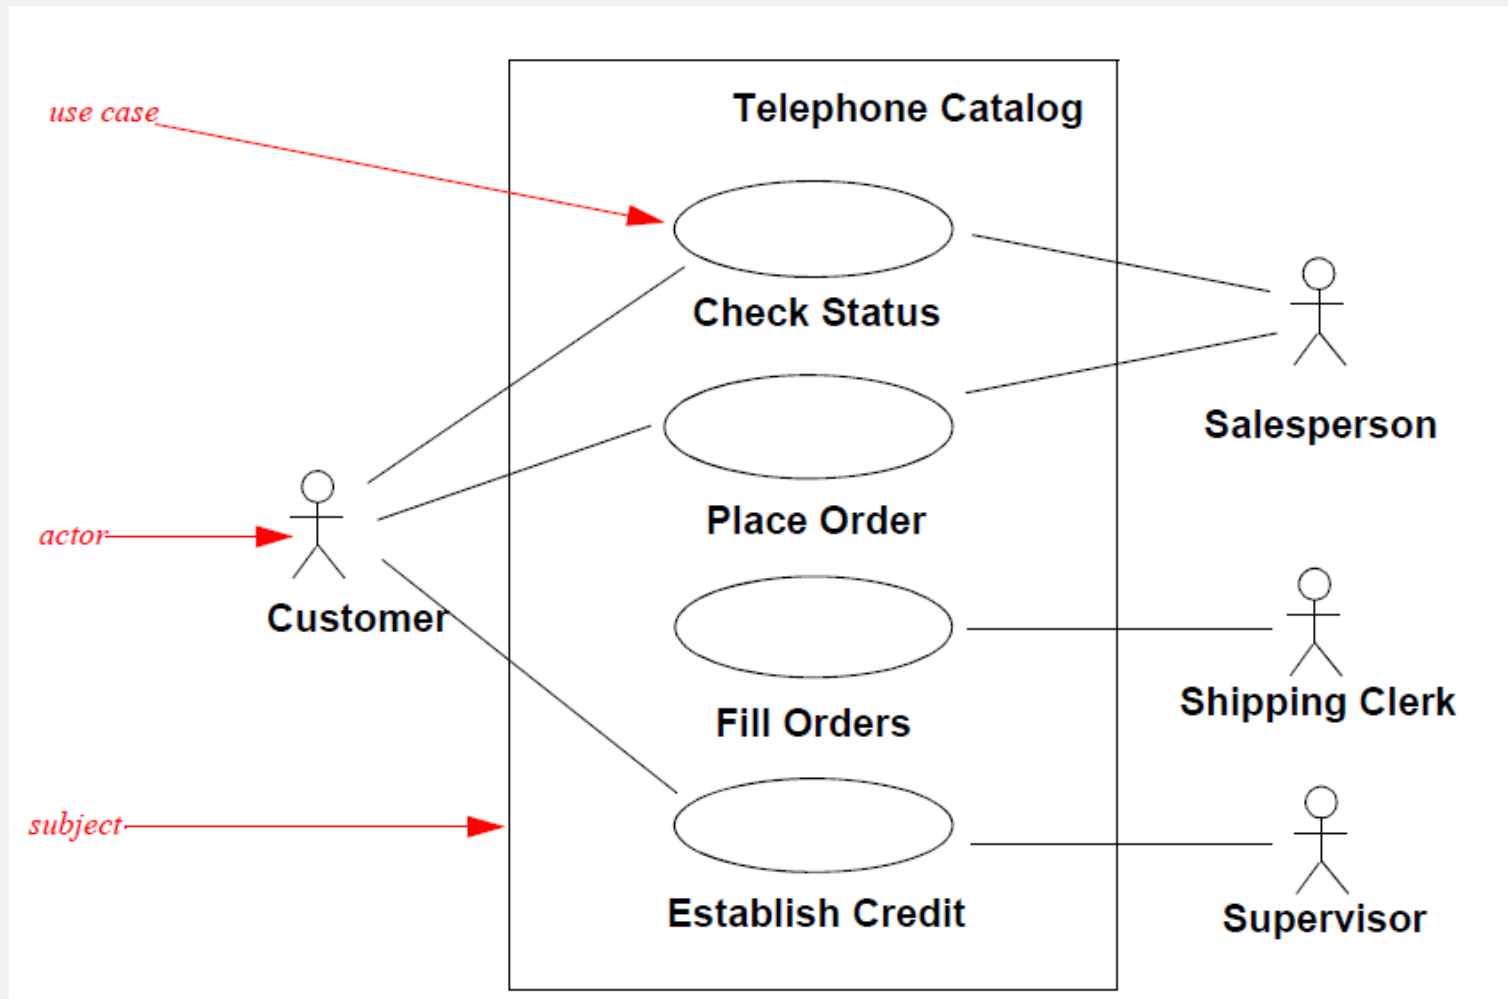 use case
Telephone Catalog
Check Status
Salesperson
Place Order
actor
Customer
Shipping Clerk
Fill Orders
subject
Establish Credit
Supervisor